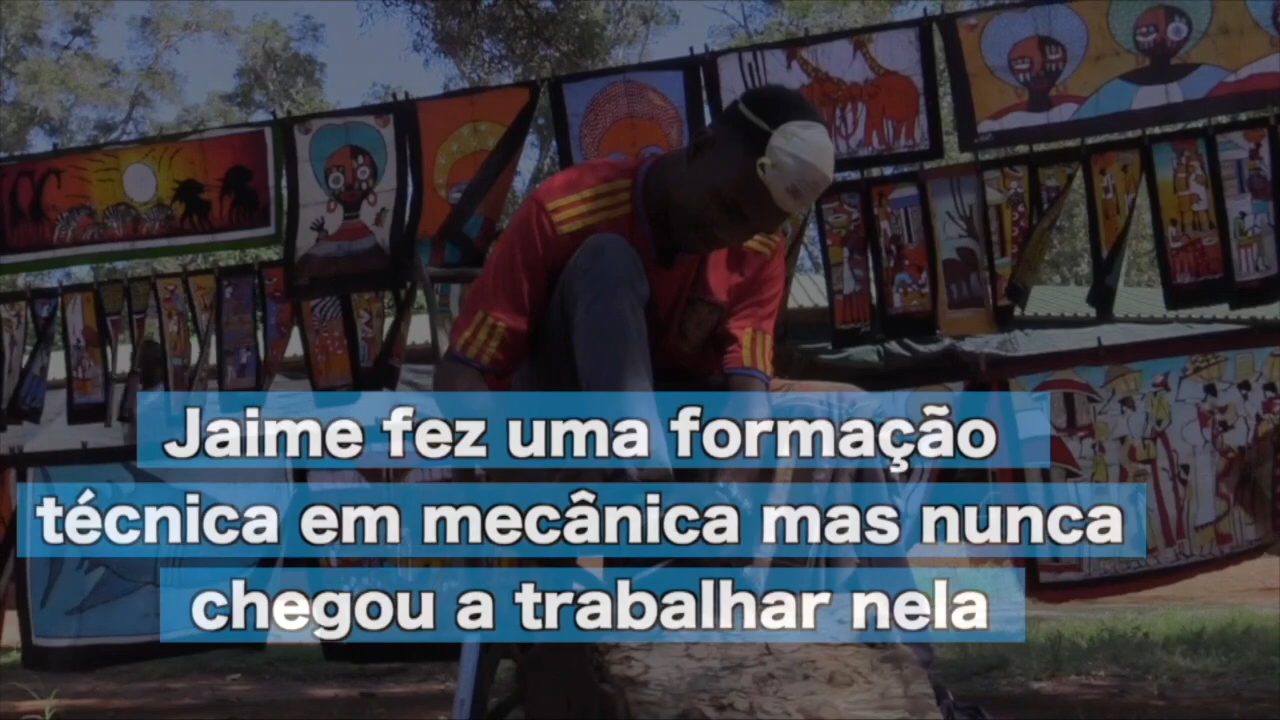 Jaime fez uma formação
técnica em mecânica mas nunca
chegou a trabalhar nela